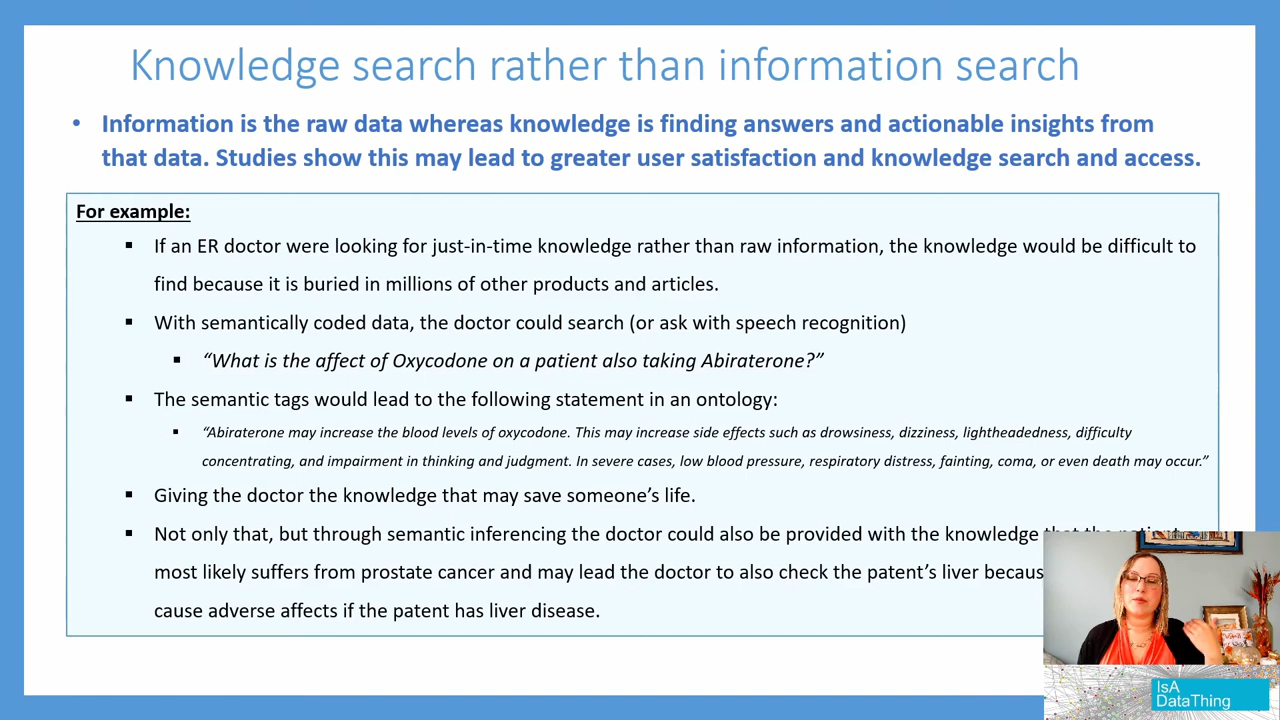 Knowledge search rather than information search
• Information is the raw data whereas knowledge is finding answers and actionable insights from
that data. Studies show this may lead to greater user satisfaction and knowledge search and access.
For example:
▪ If an ER doctor were looking for just-in-time knowledge rather than raw information, the knowledge would be difficult to
find because it is buried in millions of other products and articles.
▪ With semantically coded data, the doctor could search (or ask with speech recognition)
▪ “What is the affect of Oxycodone on a patient also taking Abiraterone?”
▪ The semantic tags would lead to the following statement in an ontology:
▪ “Abiraterone may increase the blood levels of oxycodone. This may increase side effects such as drowsiness, dizziness, lightheadedness, difficulty
concentrating, and impairment in thinking and judgment. In severe cases, low blood pressure, respiratory distress, fainting, coma, or even death may occur.”
▪ Giving the doctor the knowledge that may save someone’s life.
▪ Not only that, but through semantic inferencing the doctor could also be provided with the knowledge that the patient
most likely suffers from prostate cancer and may lead the doctor to also check the patent’s liver becaus
cause adverse affects if the patent has liver disease.
IsA
DataThing